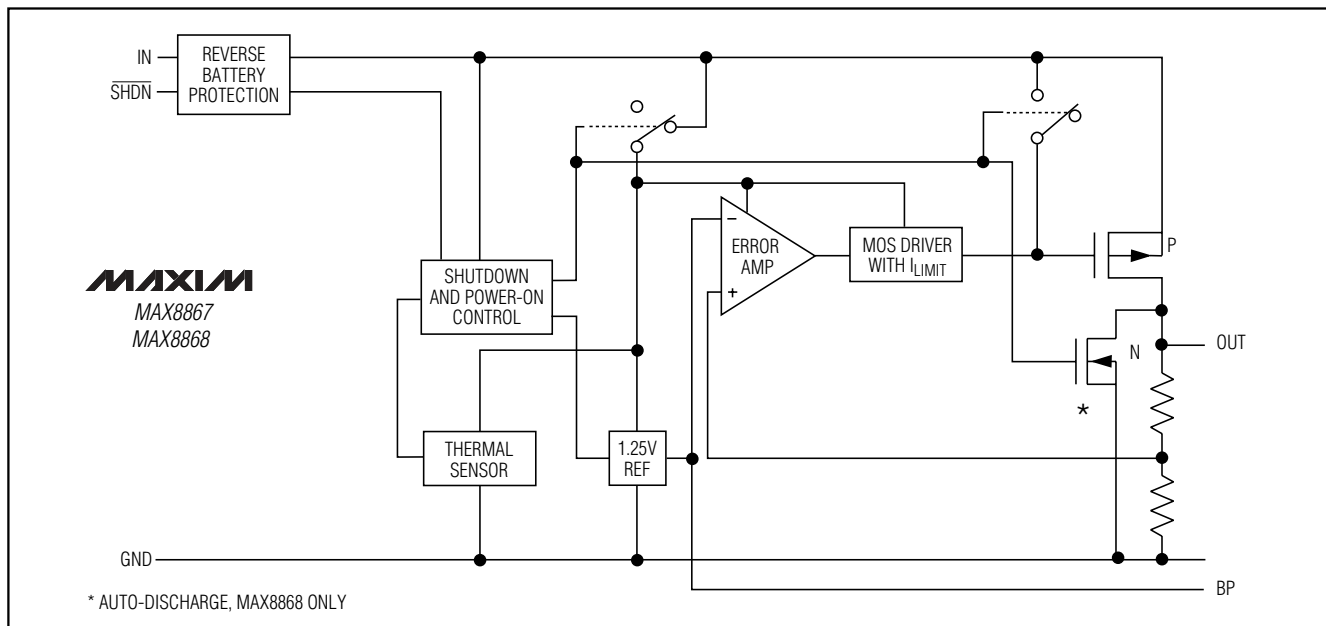 IN
REVERSE
BATTERY
PROTECTION
SHDN
MAXIM
MAX8867
MAX8868
SHUTDOWN
AND POWER-ON
CONTROL
−
ERROR
AMP
+
MOS DRIVER
WITH ILIMIT
P
N
*
OUT
THERMAL
SENSOR
1.25V
REF
GND
BP
* AUTO-DISCHARGE, MAX8868 ONLY